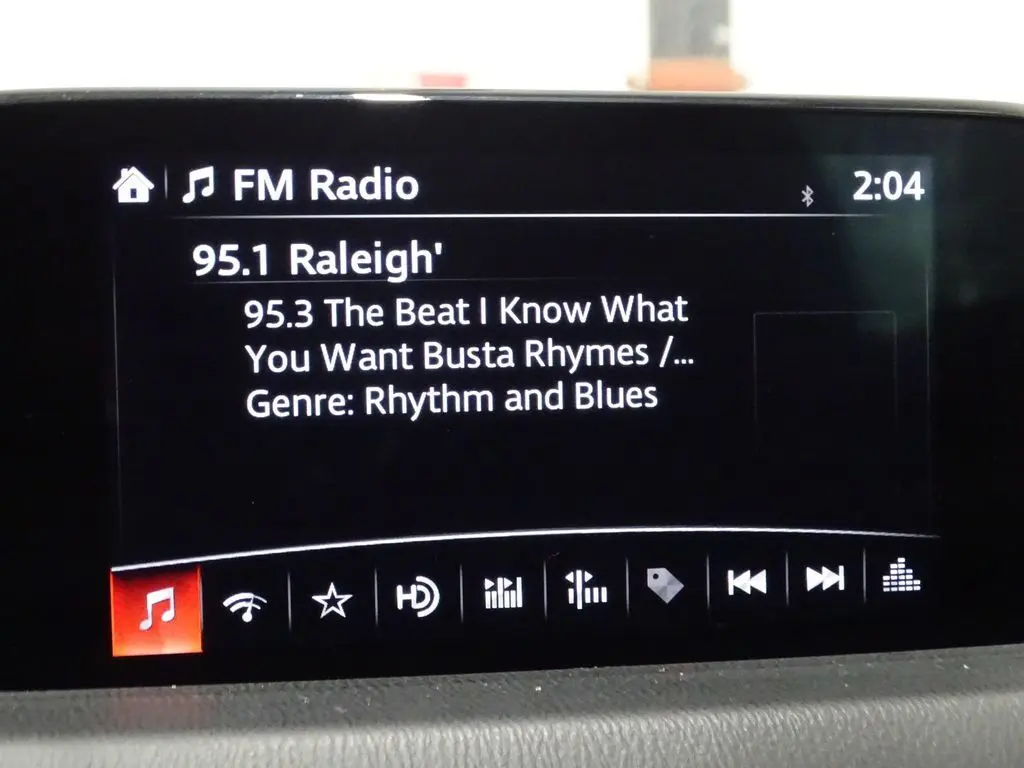 FM Radio
2:04
95.1 Raleigh'
95.3 The Beat I Know What
You Want Busta Rhymes /...
Genre: Rhythm and Blues
HD